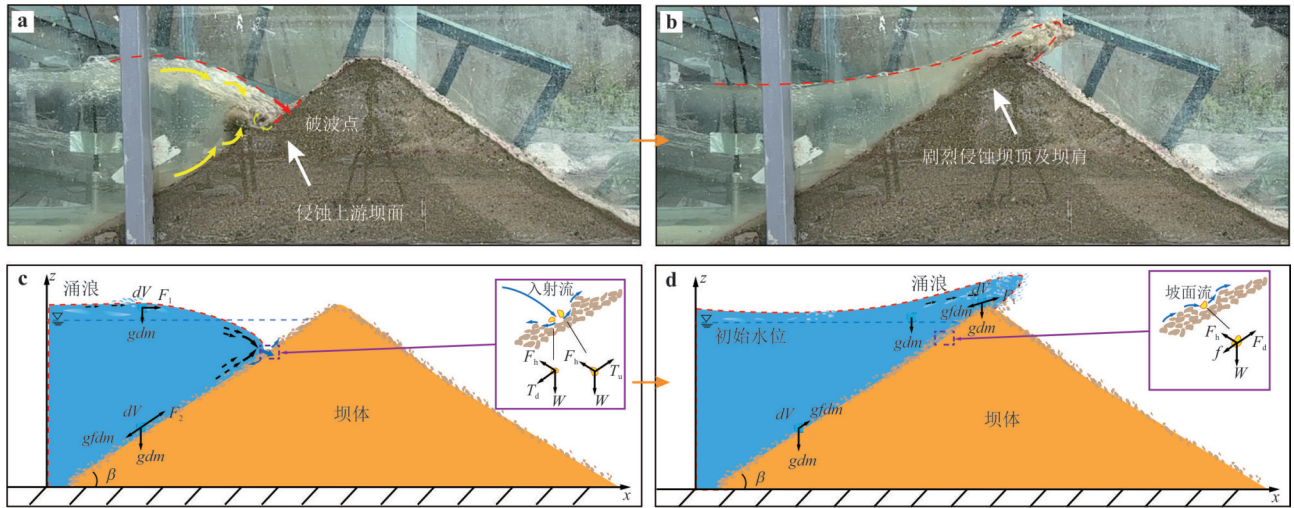 a
破波点
侵蚀上游坝面
b
剧烈侵蚀坝顶及坝肩
c
z
涌浪
dV
F1
gdm
入射流
Fh
Fh
Td
Tu
W
W
dV
F2
gfdm
gdm
坝体
β
x
d
z
涌浪
dV
gfdm
gdm
gdm
初始水位
坡面流
Fh
f
Fd
W
dV
gfdm
gdm
坝体
β
x